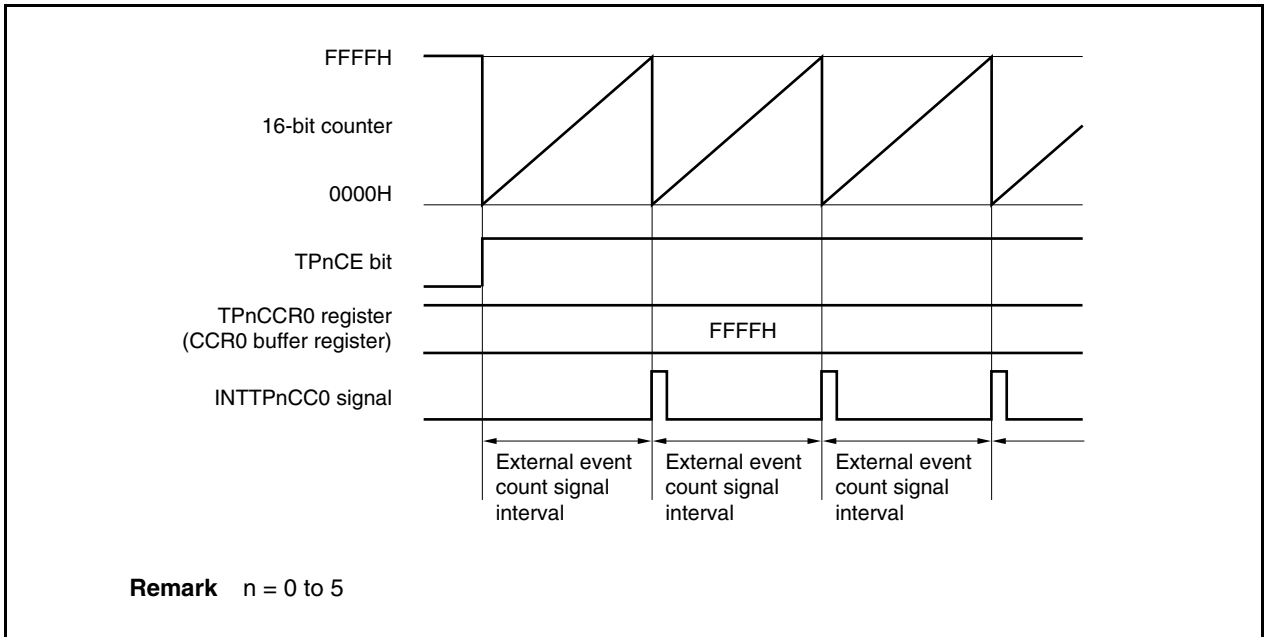 FFFFH
16-bit counter
0000H
TPnCE bit
TPnCCR0 register
(CCR0 buffer register)
FFFFH
INTTPnCC0 signal
External event
count signal
interval
External event
count signal
interval
External event
count signal
interval
Remark n = 0 to 5